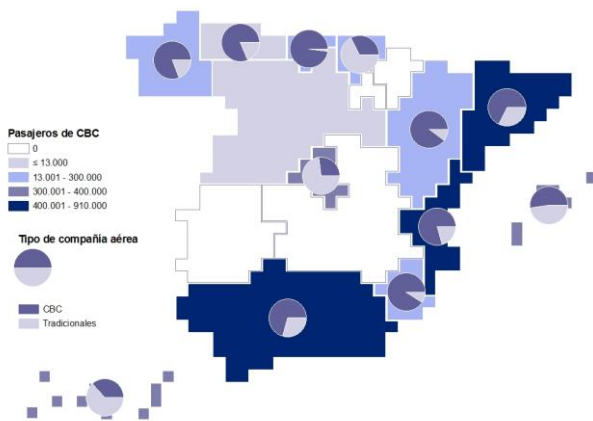 Pasajeros de CBC
0
≤ 13.000
13.001 - 300.000
300.001 - 400.000
400.001 - 910.000
Tipo de compañia aérea
CBC
Tradicionales